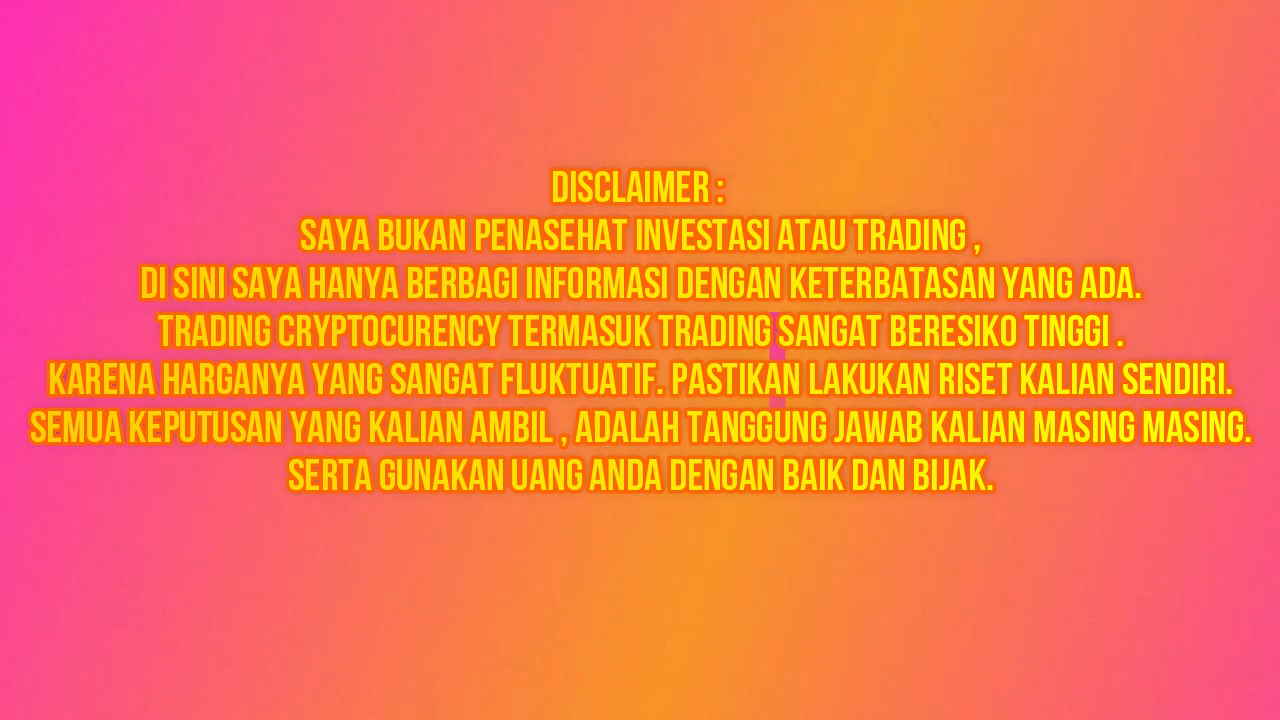 DISCLAIMER :
SAYA BUKAN PENASEHAT INVESTASI ATAU TRADING ,
DI SINI SAYA HANYA BERBAGI INFORMASI DENGAN KETERBATASAN YANG ADA.
TRADING CRYPTOCURENCY TERMASUK TRADING SANGAT BERESIKO TINGGI .
KARENA HARGANYA YANG SANGAT FLUKTUATIF. PASTIKAN LAKUKAN RISET KALIAN SENDIRI.
SEMUA KEPUTUSAN YANG KALIAN AMBIL , ADALAH TANGGUNG JAWAB KALIAN MASING MASING.
SERTA GUNAKAN UANG ANDA DENGAN BAIK DAN BIJAK.